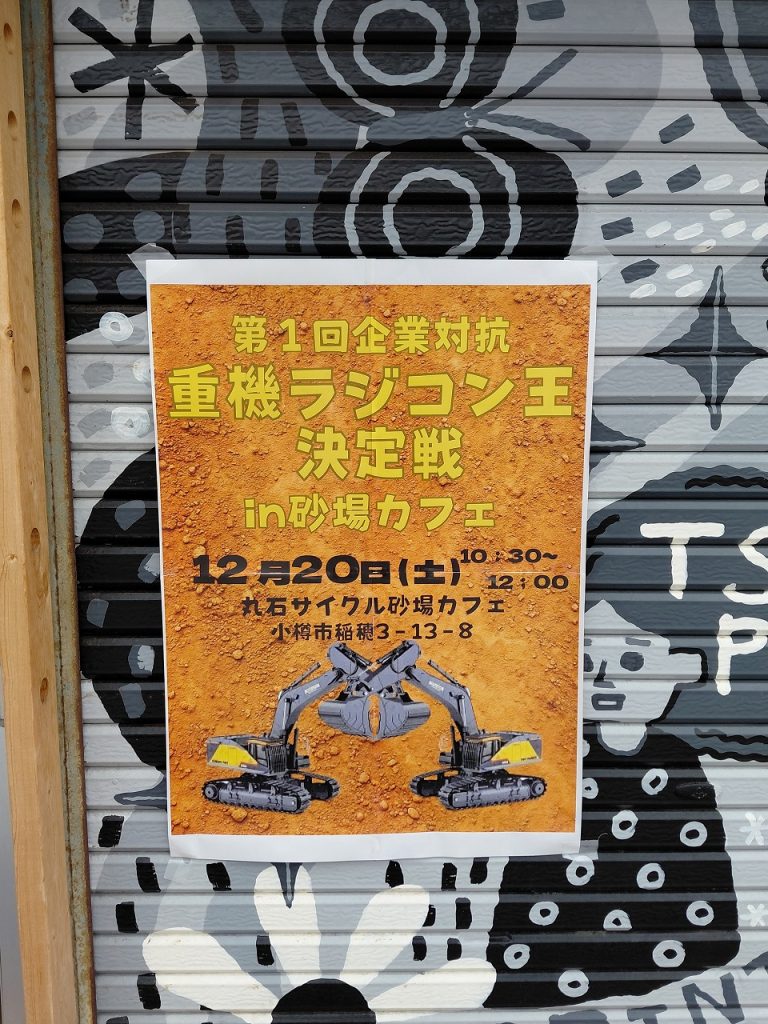 第1回企業対抗
重機ラジコン王
決定戦
in砂場カフェ
12月20日(土) 10:30~
12:00
丸石サイクル砂場カフェ
小樽市稲穂3-13-8
TS
P